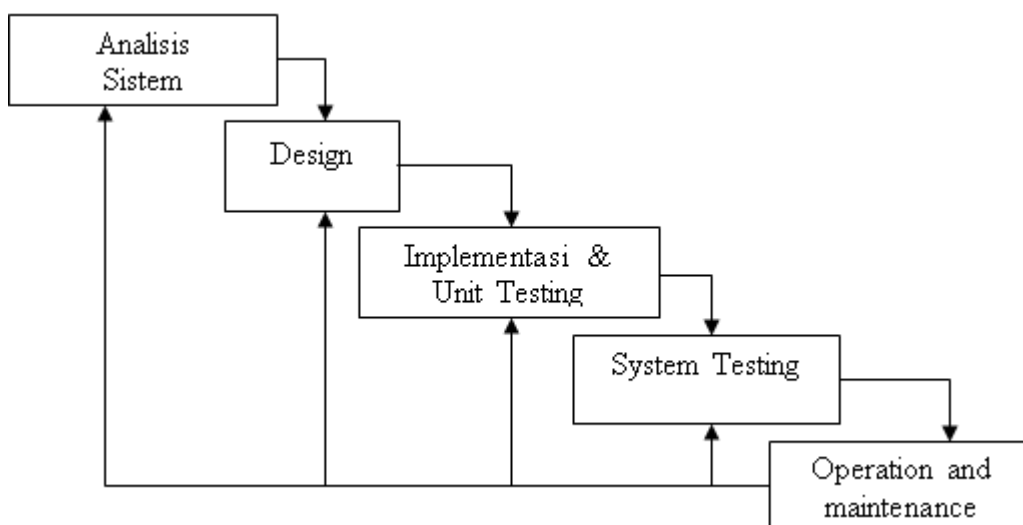 Analisis
Sistem
Design
Implementasi &
Unit Testing
System Testing
Operation and
maintenance